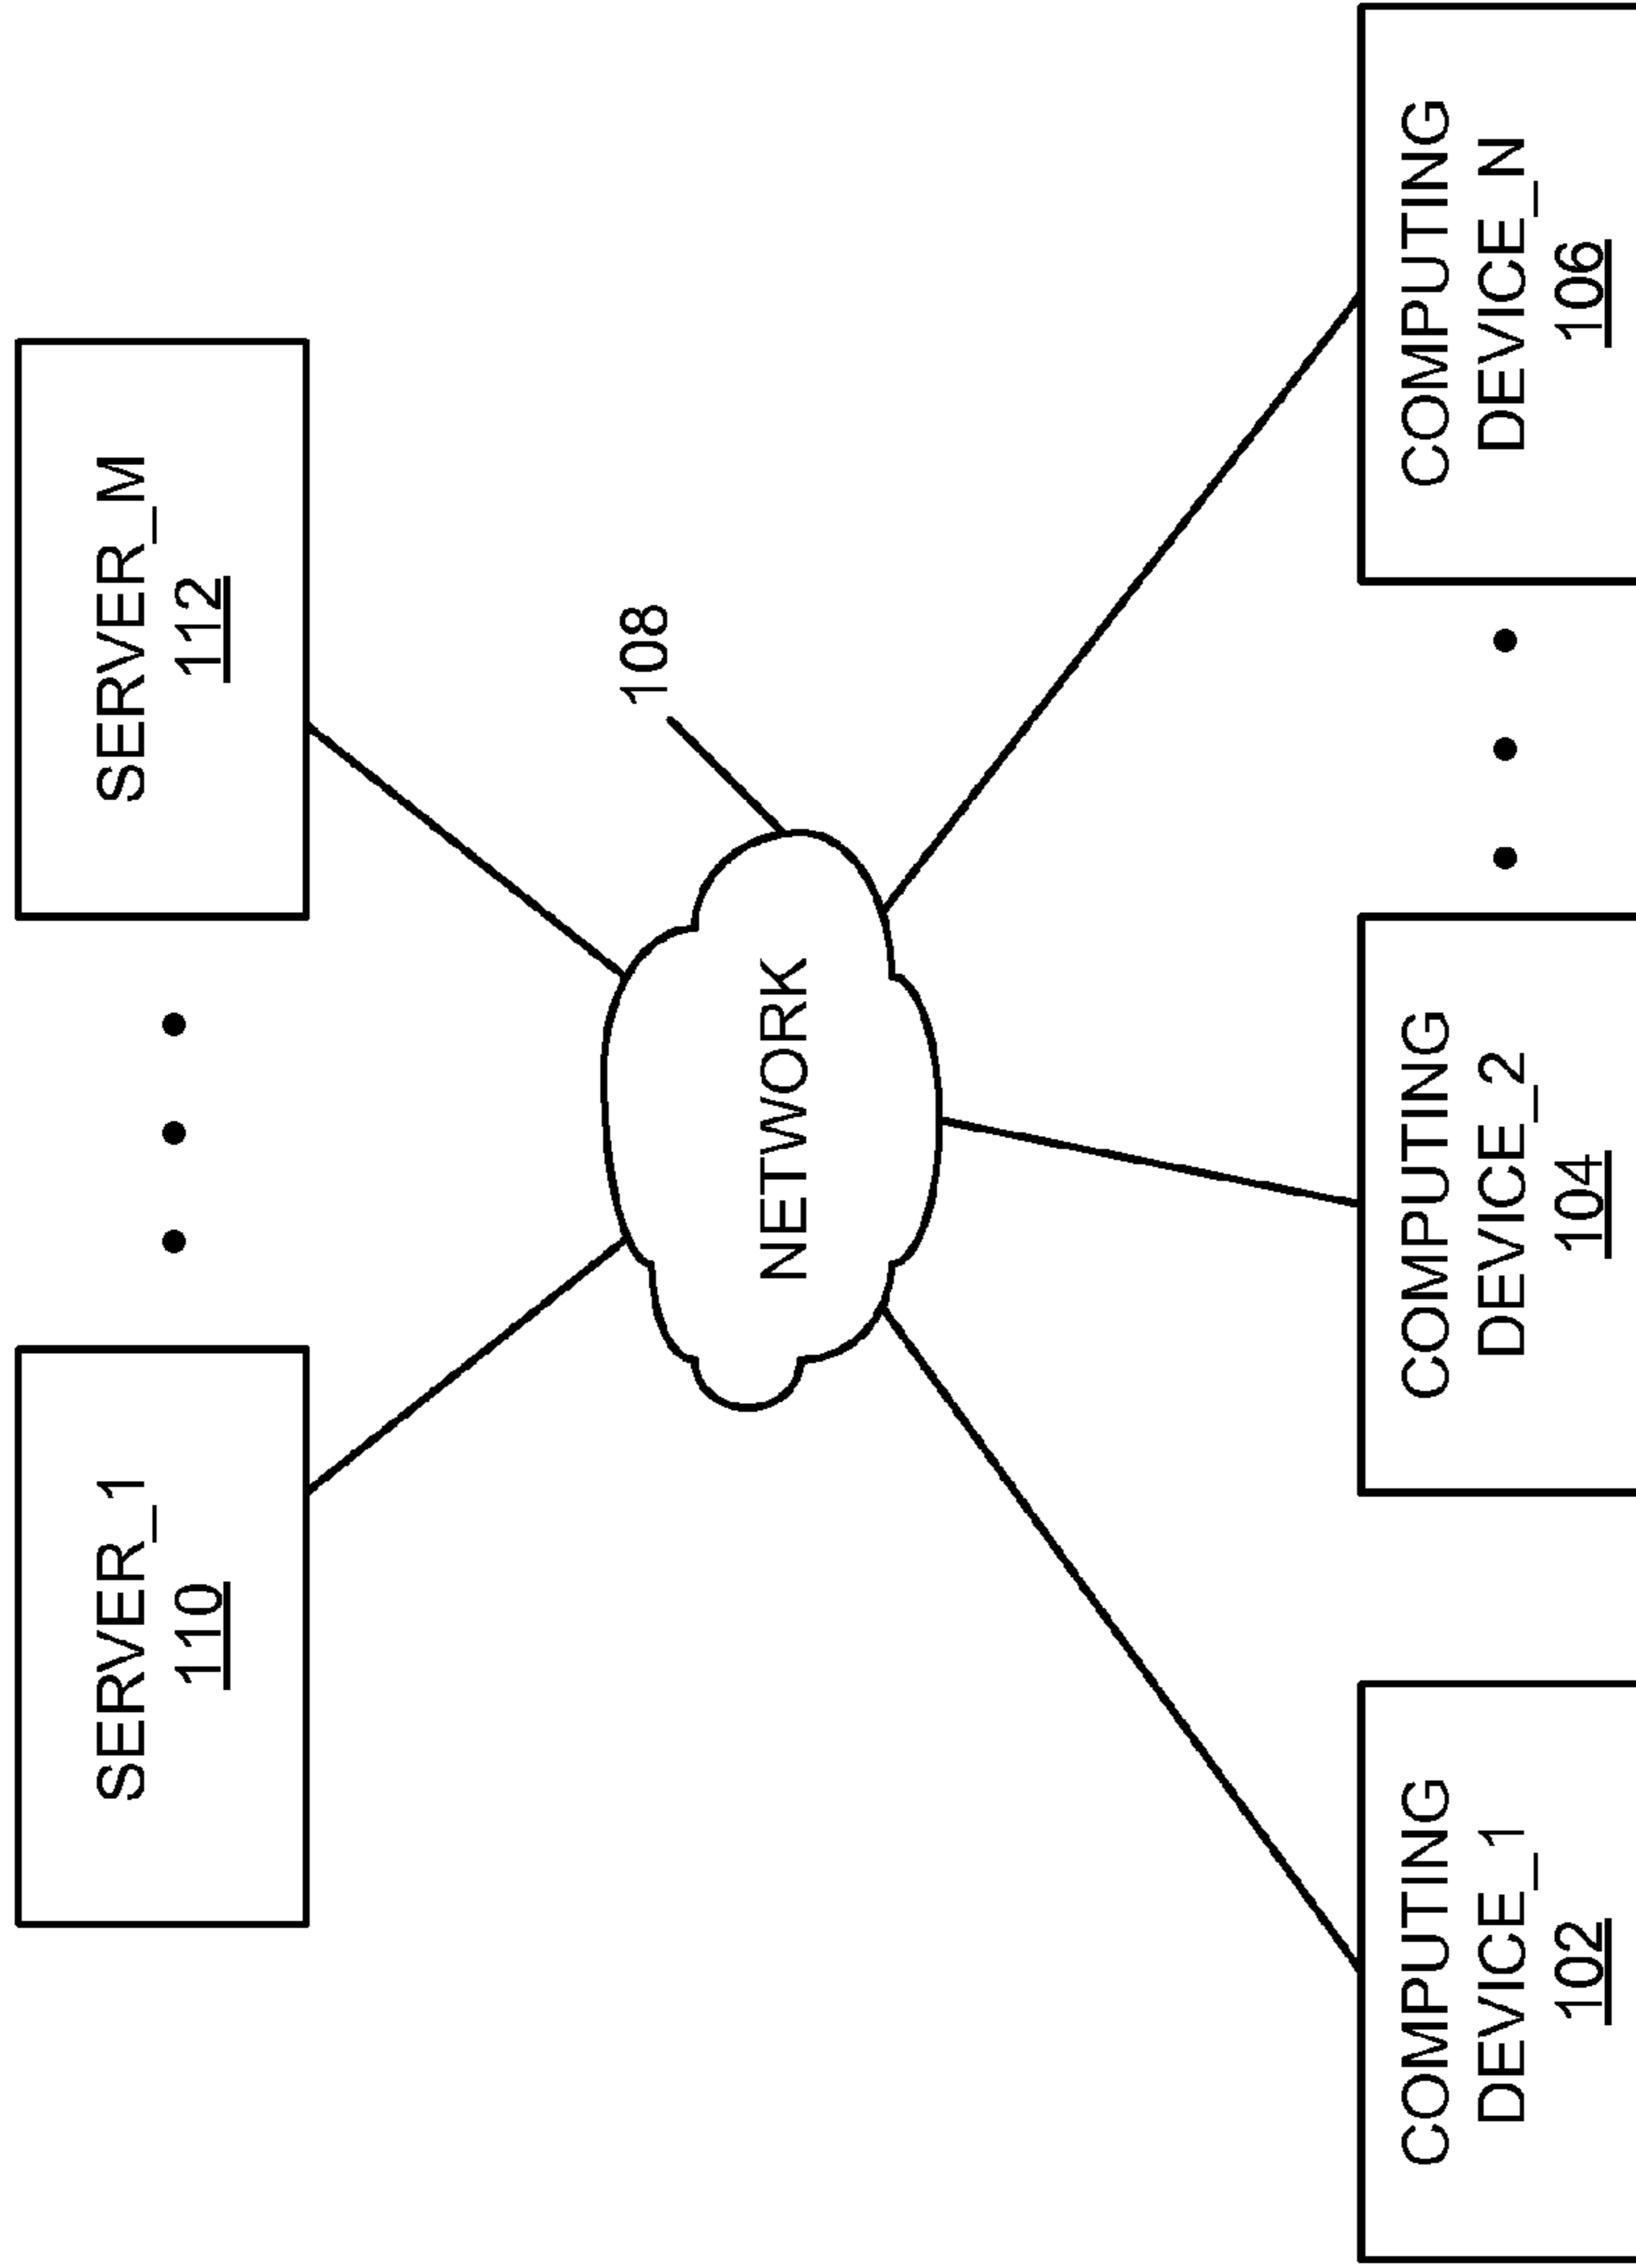 SERVER_1
110
SERVER_M
112
108
NETWORK
COMPUTING
DEVICE_1
102
COMPUTING
DEVICE_2
104
COMPUTING
DEVICE_N
106